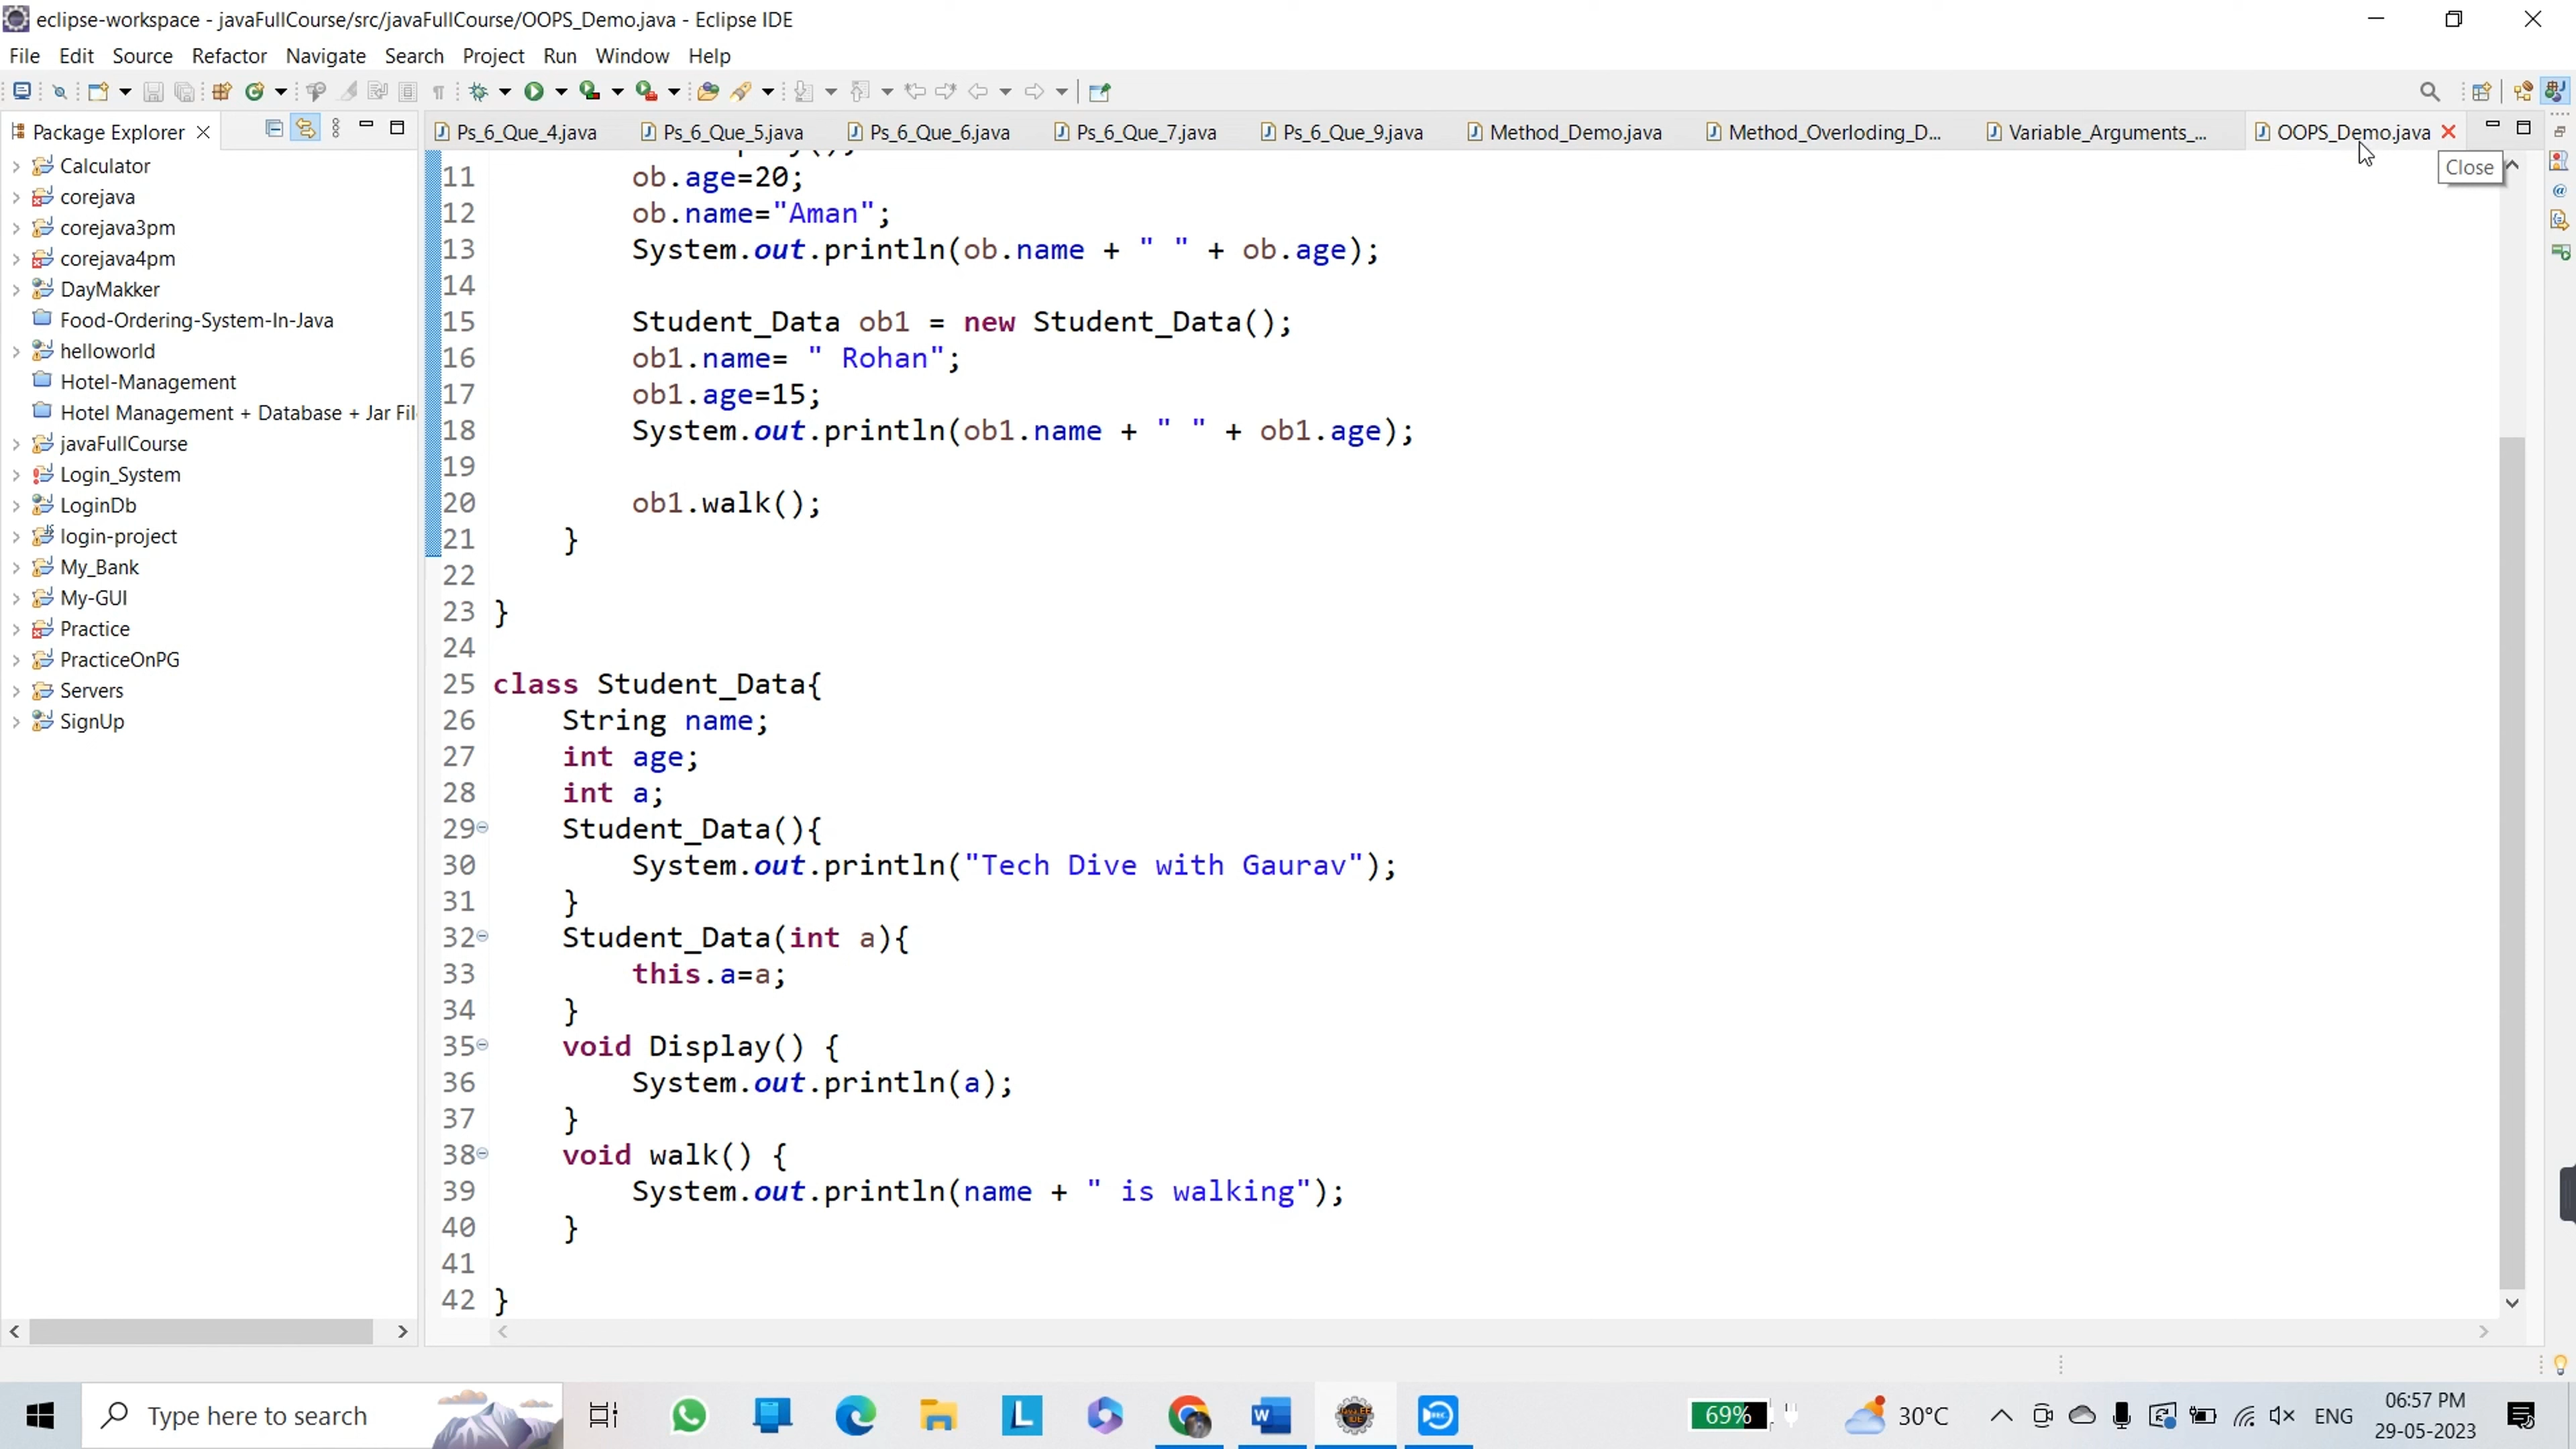 eclipse-workspace - javaFullCourse/src/javaFullCourse/OOPS_Demo.java - Eclipse IDE
File Edit Source Refactor Navigate Search Project Run Window Help
Package Explorer
Calculator
corejava
corejava3pm
corejava4pm
DayMakker
Food-Ordering-System-In-Java
helloworld
Hotel-Management
Hotel Management + Database + Jar Fil
javaFullCourse
Login_System
LoginDb
login-project
My_Bank
My-GUI
Practice
PracticeOnPG
Servers
SignUp
Ps_6_Que_4.java Ps_6_Que_5.java Ps_6_Que_6.java Ps_6_Que_7.java Ps_6_Que_9.java Method_Demo.java Method_Overloding_D... Variable_Arguments_... OOPS_Demo.java
Close
11 ob.age=20;
12 ob.name="Aman";
13 System.out.println(ob.name + " " + ob.age);
14
15 Student_Data ob1 = new Student_Data();
16 ob1.name= " Rohan";
17 ob1.age=15;
18 System.out.println(ob1.name + " " + ob1.age);
19
20 ob1.walk();
21 }
22
23 }
24
25 class Student_Data{
26 String name;
27 int age;
28 int a;
29 Student_Data(){
30 System.out.println("Tech Dive with Gaurav");
31 }
32 Student_Data(int a){
33 this.a=a;
34 }
35 void Display() {
36 System.out.println(a);
37 }
38 void walk() {
39 System.out.println(name + " is walking");
40 }
41
42 }
Type here to search
69%
30°C
ENG
06:57 PM
29-05-2023